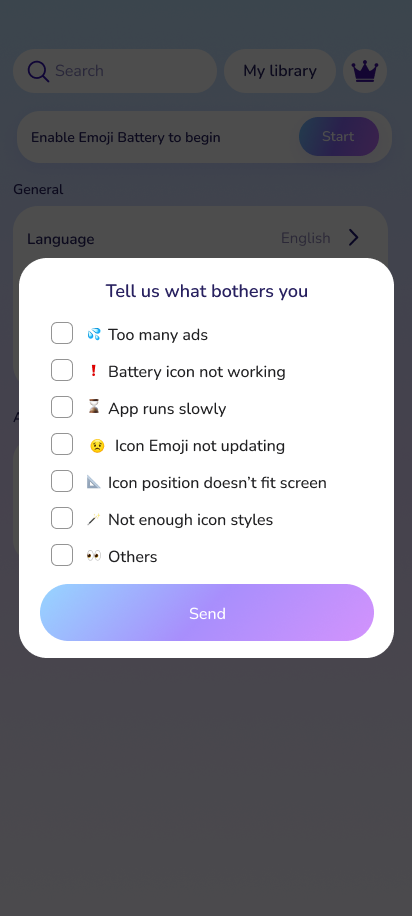 Search
My library
Enable Emoji Battery to begin
Start
General
Language
English
Tell us what bothers you
💦 Too many ads
❗ Battery icon not working
⌛ App runs slowly
😟 Icon Emoji not updating
📐 Icon position doesn't fit screen
🪄 Not enough icon styles
👀 Others
Send